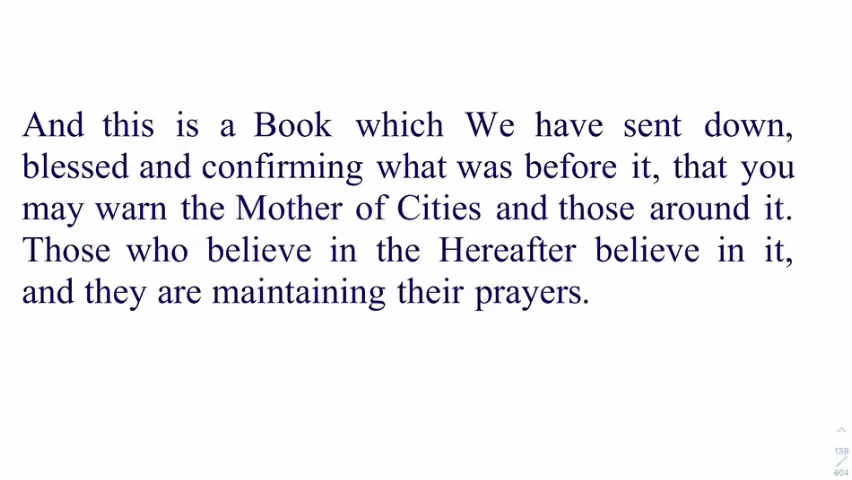 And this is a Book which We have sent down,
blessed and confirming what was before it, that you
may warn the Mother of Cities and those around it.
Those who believe in the Hereafter believe in it,
and they are maintaining their prayers.
139
604